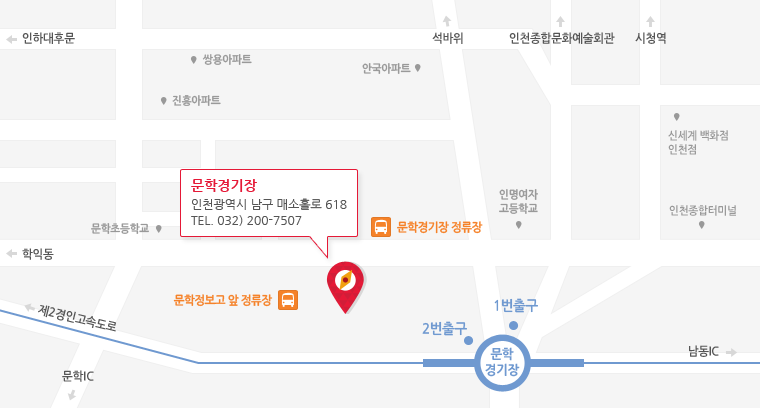 인하대후문
석바위
인천종합문화예술회관
시청역
쌍용아파트
안국아파트
진흥아파트
신세계 백화점
인천점
문학경기장
인천광역시 남구 매소홀로 618
TEL. 032) 200-7507
인명여자
고등학교
인천종합터미널
문학초등학교
문학경기장 정류장
학익동
문학정보고 앞 정류장
제2경인고속도로
1번출구
2번출구
문학
경기장
남동IC
문학IC